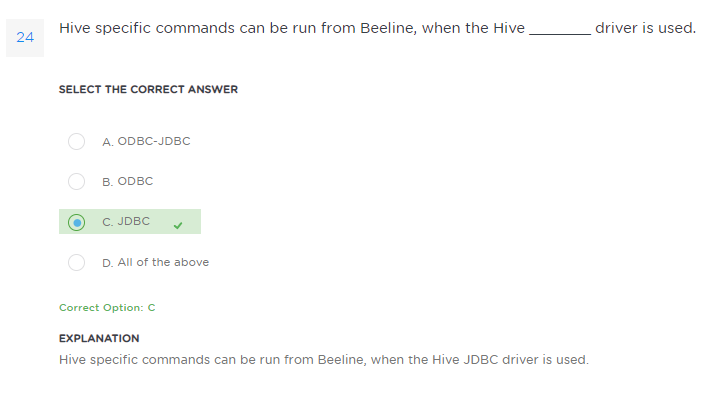 24
Hive specific commands can be run from Beeline, when the Hive ________ driver is used.
SELECT THE CORRECT ANSWER
A. ODBC-JDBC
B. ODBC
C. JDBC
D. All of the above
Correct Option: C
EXPLANATION
Hive specific commands can be run from Beeline, when the Hive JDBC driver is used.